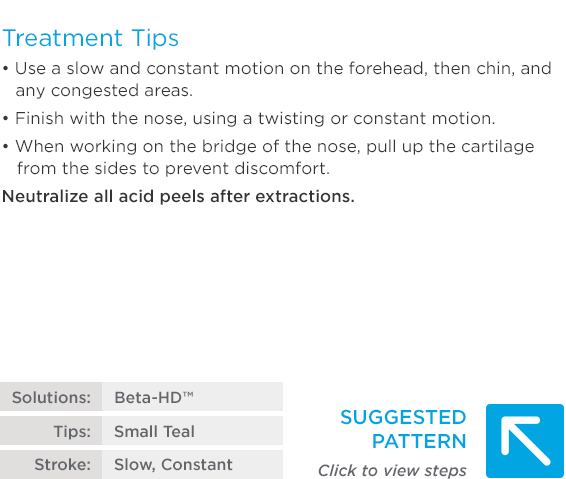 Treatment Tips
• Use a slow and constant motion on the forehead, then chin, and
any congested areas.
• Finish with the nose, using a twisting or constant motion.
• When working on the bridge of the nose, pull up the cartilage
from the sides to prevent discomfort.
Neutralize all acid peels after extractions.
Solutions: Beta-HD™
Tips: Small Teal
Stroke: Slow, Constant
SUGGESTED
PATTERN
Click to view steps